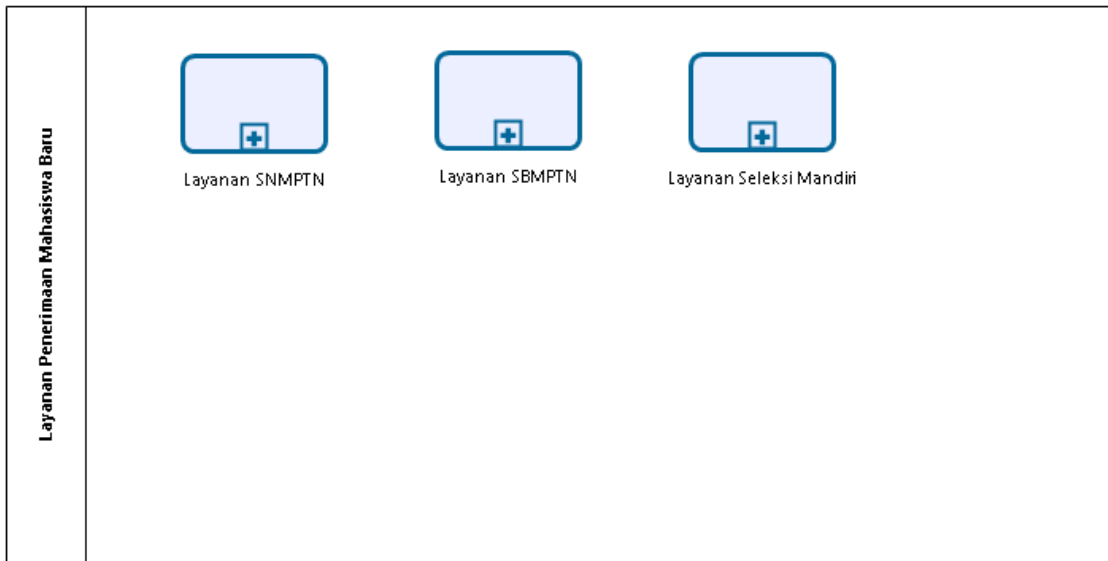 Layanan Penerimaan Mahasiswa Baru
Layanan SNMPTN
Layanan SBMPTN
Layanan Seleksi Mandiri